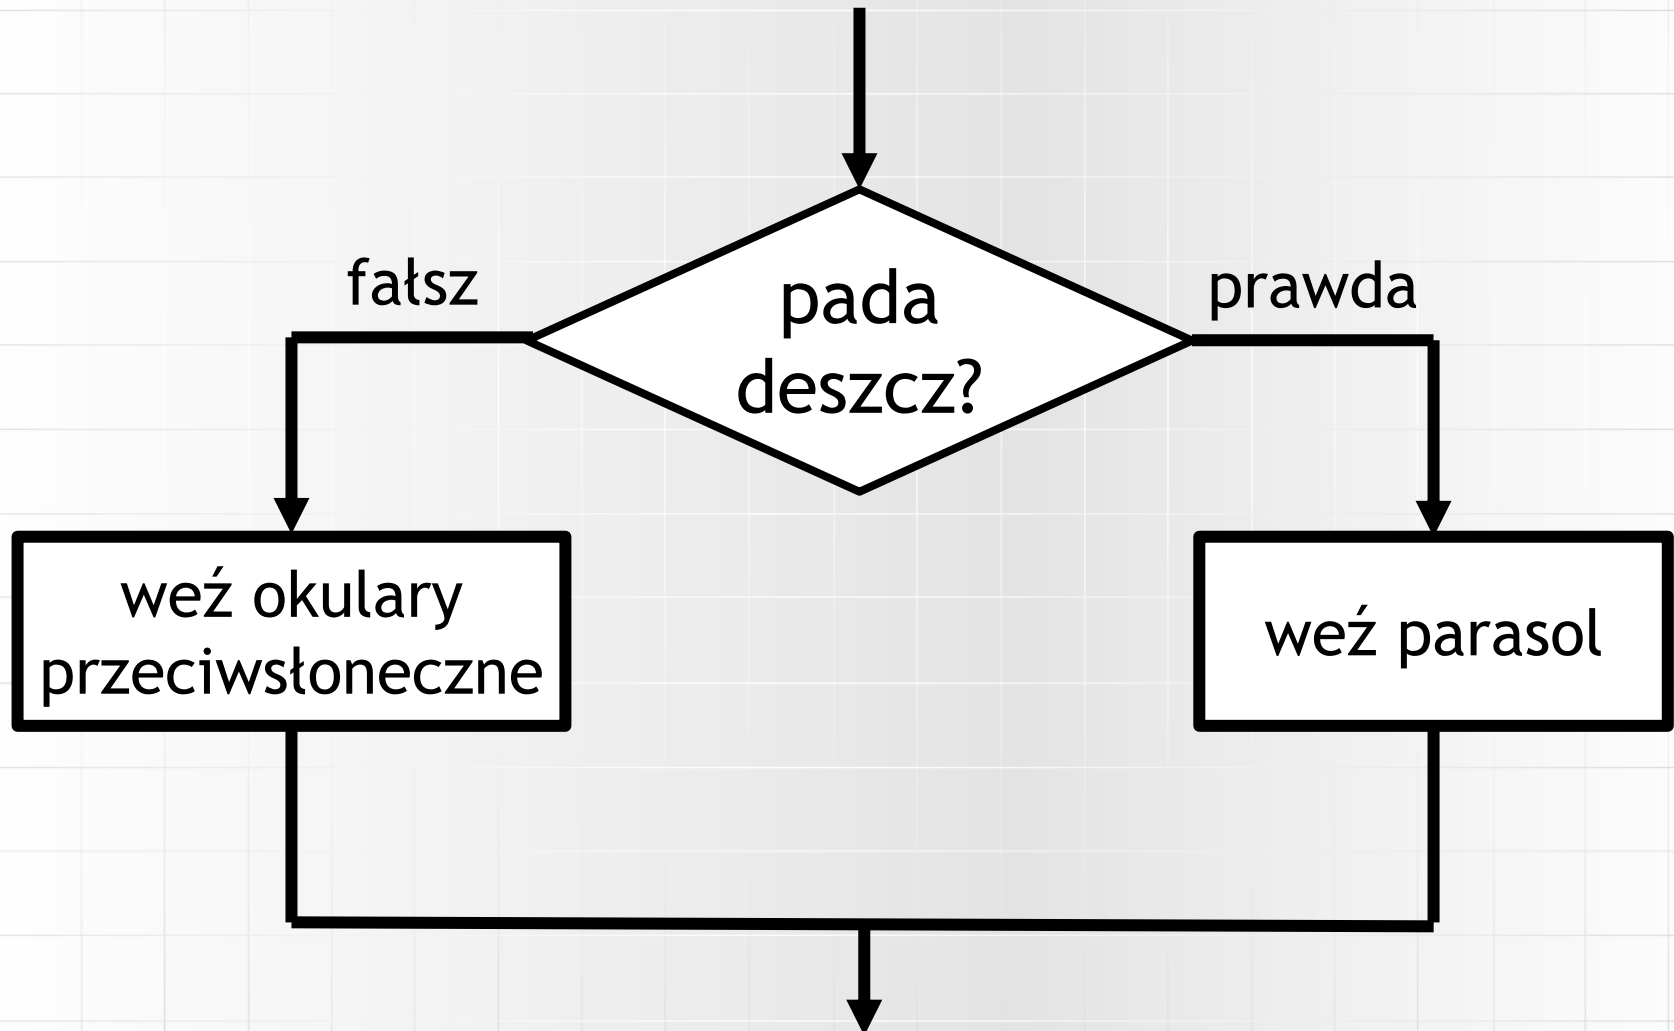 fałsz
prawda
pada
deszcz?
weź okulary
przeciwsłoneczne
weź parasol